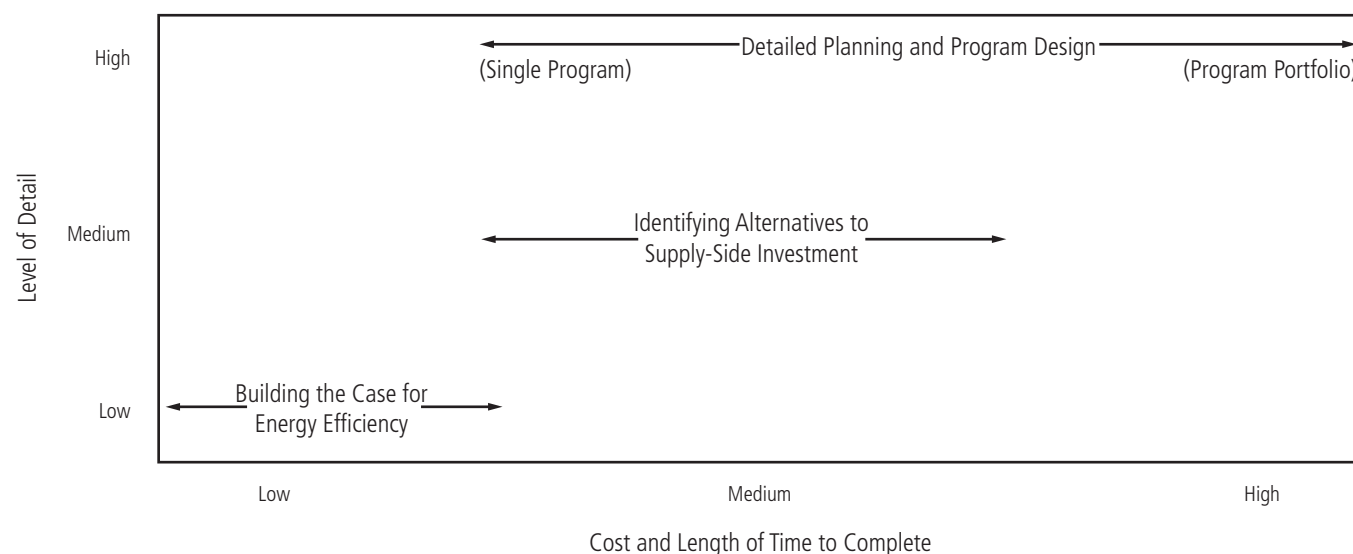 High
Detailed Planning and Program Design
(Single Program)
(Program Portfolio)
Level of Detail
Medium
Identifying Alternatives to
Supply-Side Investment
Low
Building the Case for
Energy Efficiency
Low
Medium
High
Cost and Length of Time to Complete